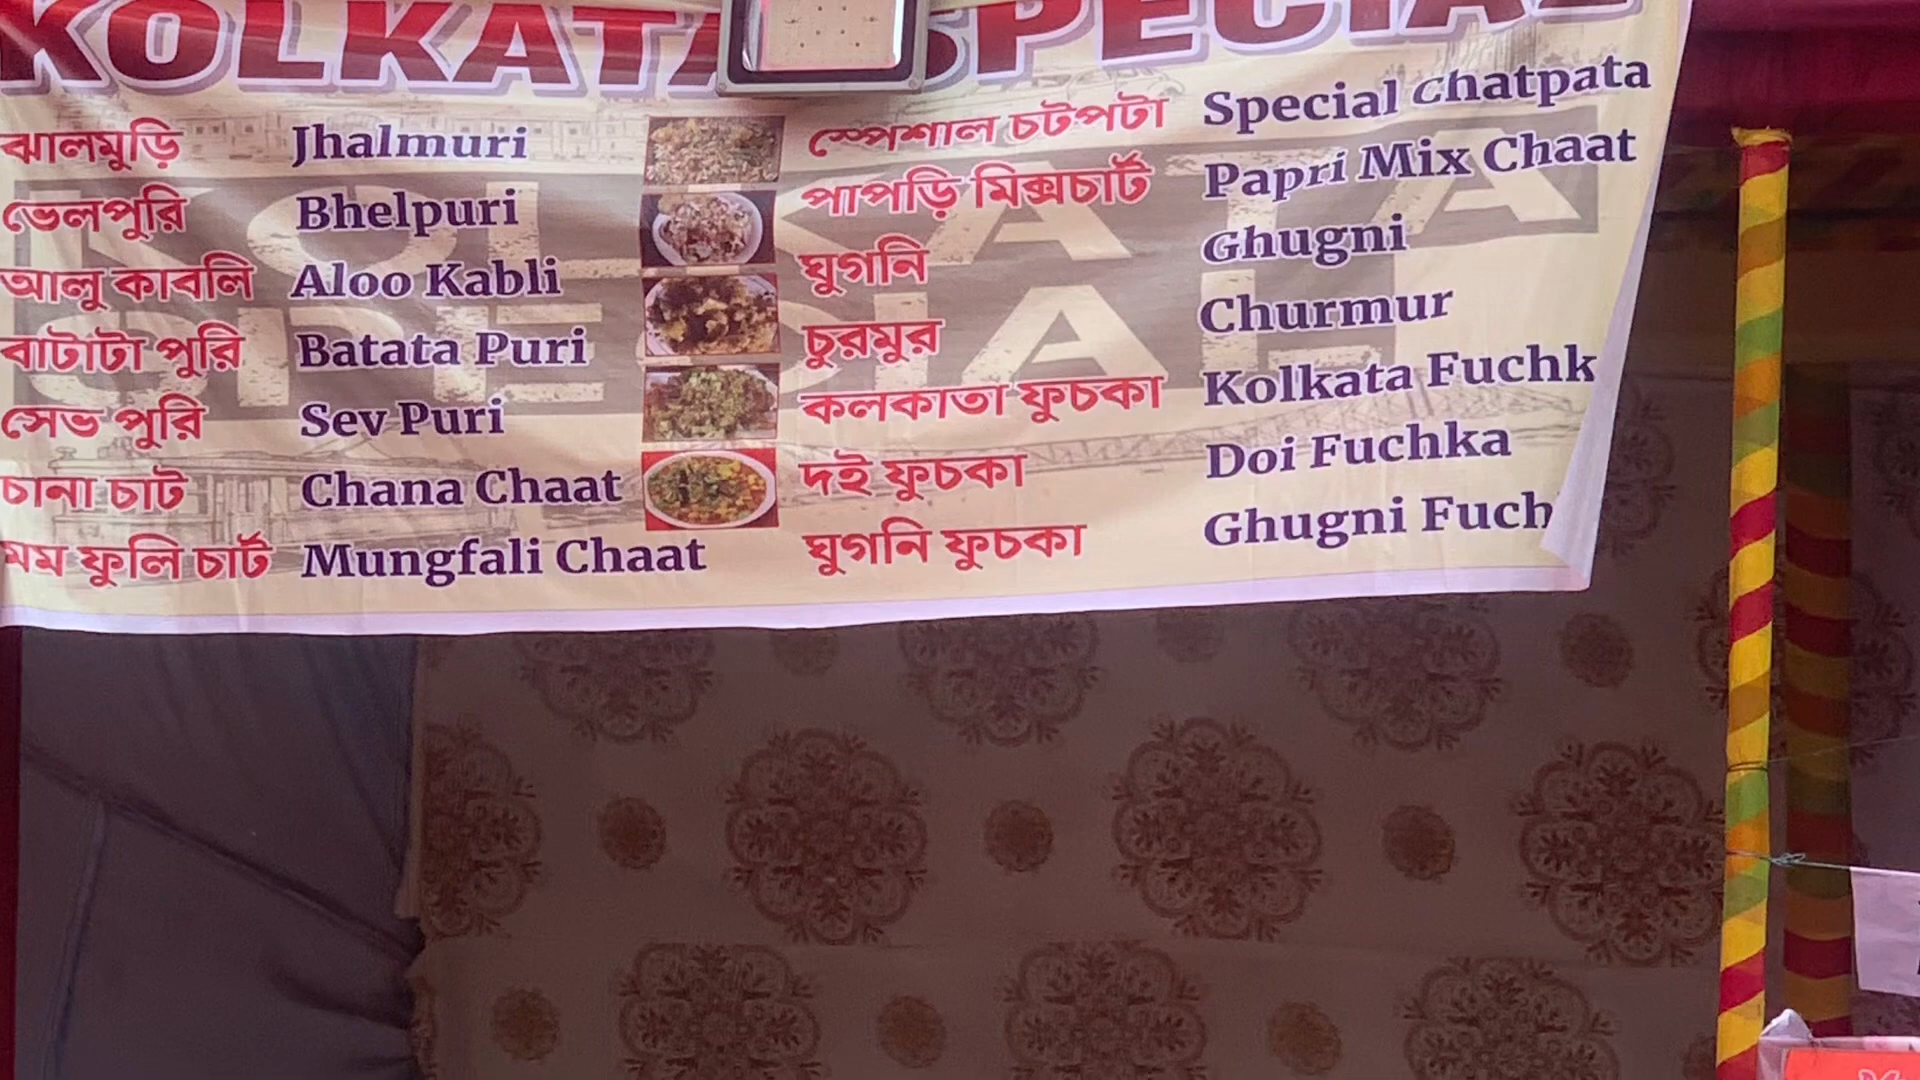 KOLKATA SPECIAL
ঝালমুড়ি Jhalmuri
ভেলপুরি Bhelpuri
আলু কাবলি Aloo Kabli
বাটাটা পুরি Batata Puri
সেভ পুরি Sev Puri
চানা চাট Chana Chaat
মম ফুলি চার্ট Mungfali Chaat
স্পেশাল চটপটা Special Chatpata
পাপড়ি মিক্সচার্ট Papri Mix Chaat
ঘুগনি Ghugni
চুরমুর Churmur
কলকাতা ফুচকা Kolkata Fuchk
দই ফুচকা Doi Fuchka
ঘুগনি ফুচকা Ghugni Fuch